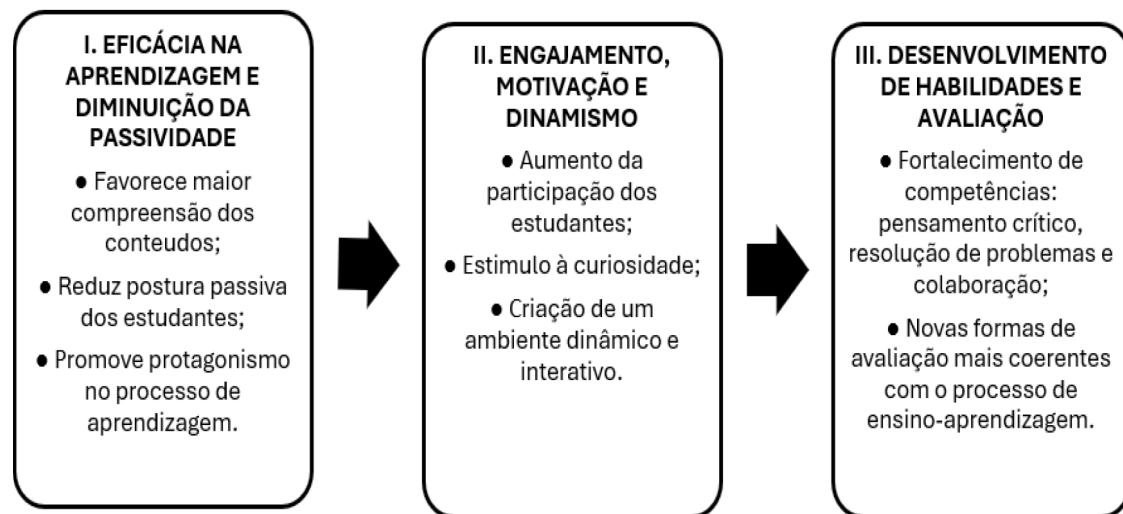 I. EFICÁCIA NA
APRENDIZAGEM E
DIMINUIÇÃO DA
PASSIVIDADE
● Favorece maior
compreensão dos
conteudos;
● Reduz postura passiva
dos estudantes;
● Promove protagonismo
no processo de
aprendizagem.
II. ENGAJAMENTO,
MOTIVAÇÃO E
DINAMISMO
● Aumento da
participação dos
estudantes;
● Estimulo à curiosidade;
● Criação de um
ambiente dinâmico e
interativo.
III. DESENVOLVIMENTO
DE HABILIDADES E
AVALIAÇÃO
● Fortalecimento de
competências:
pensamento crítico,
resolução de problemas e
colaboração;
● Novas formas de
avaliação mais coerentes
com o processo de
ensino-aprendizagem.